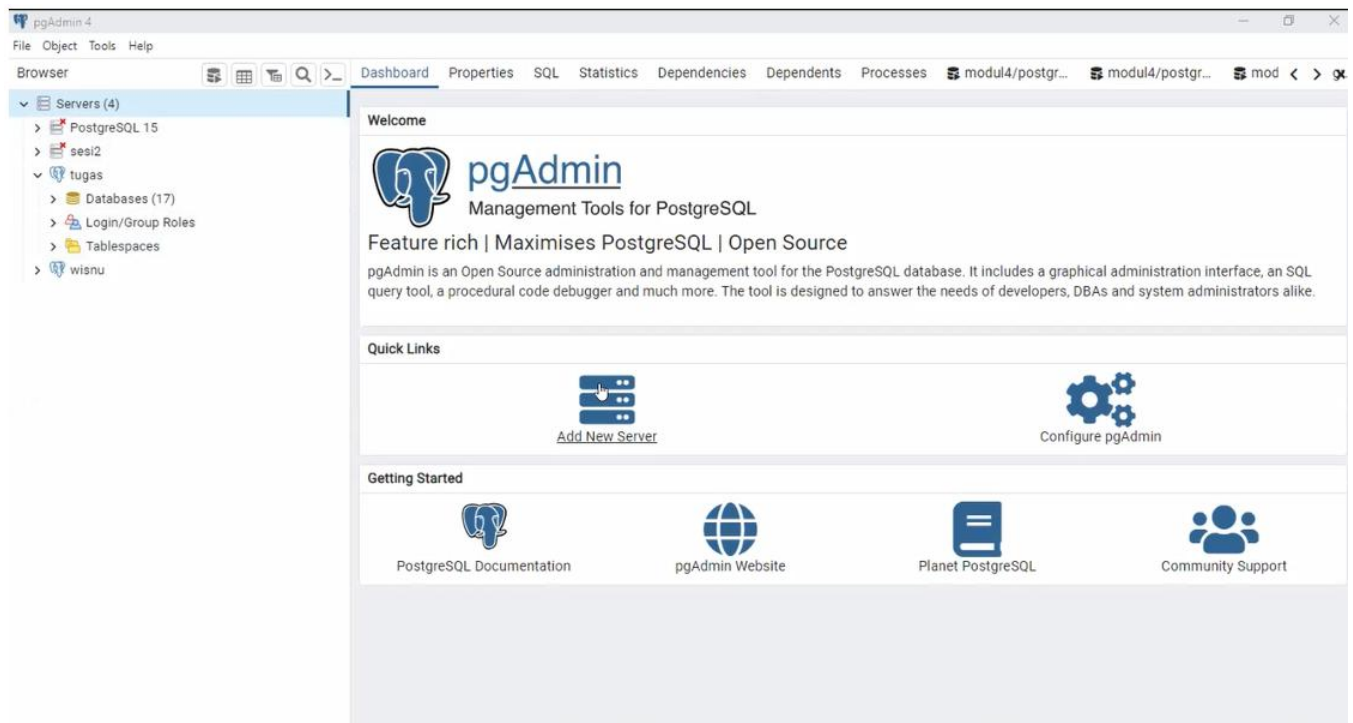 pgAdmin 4
File Object Tools Help
Browser
Dashboard Properties SQL Statistics Dependencies Dependents Processes modul4/postgr... modul4/postgr... mod
Servers (4)
PostgreSQL 15
sesi2
tugas
Databases (17)
Login/Group Roles
Tablespaces
wisnu
Welcome
pgAdmin
Management Tools for PostgreSQL
Feature rich | Maximises PostgreSQL | Open Source
pgAdmin is an Open Source administration and management tool for the PostgreSQL database. It includes a graphical administration interface, an SQL
query tool, a procedural code debugger and much more. The tool is designed to answer the needs of developers, DBAs and system administrators alike.
Quick Links
Add New Server
Configure pgAdmin
Getting Started
PostgreSQL Documentation
pgAdmin Website
Planet PostgreSQL
Community Support